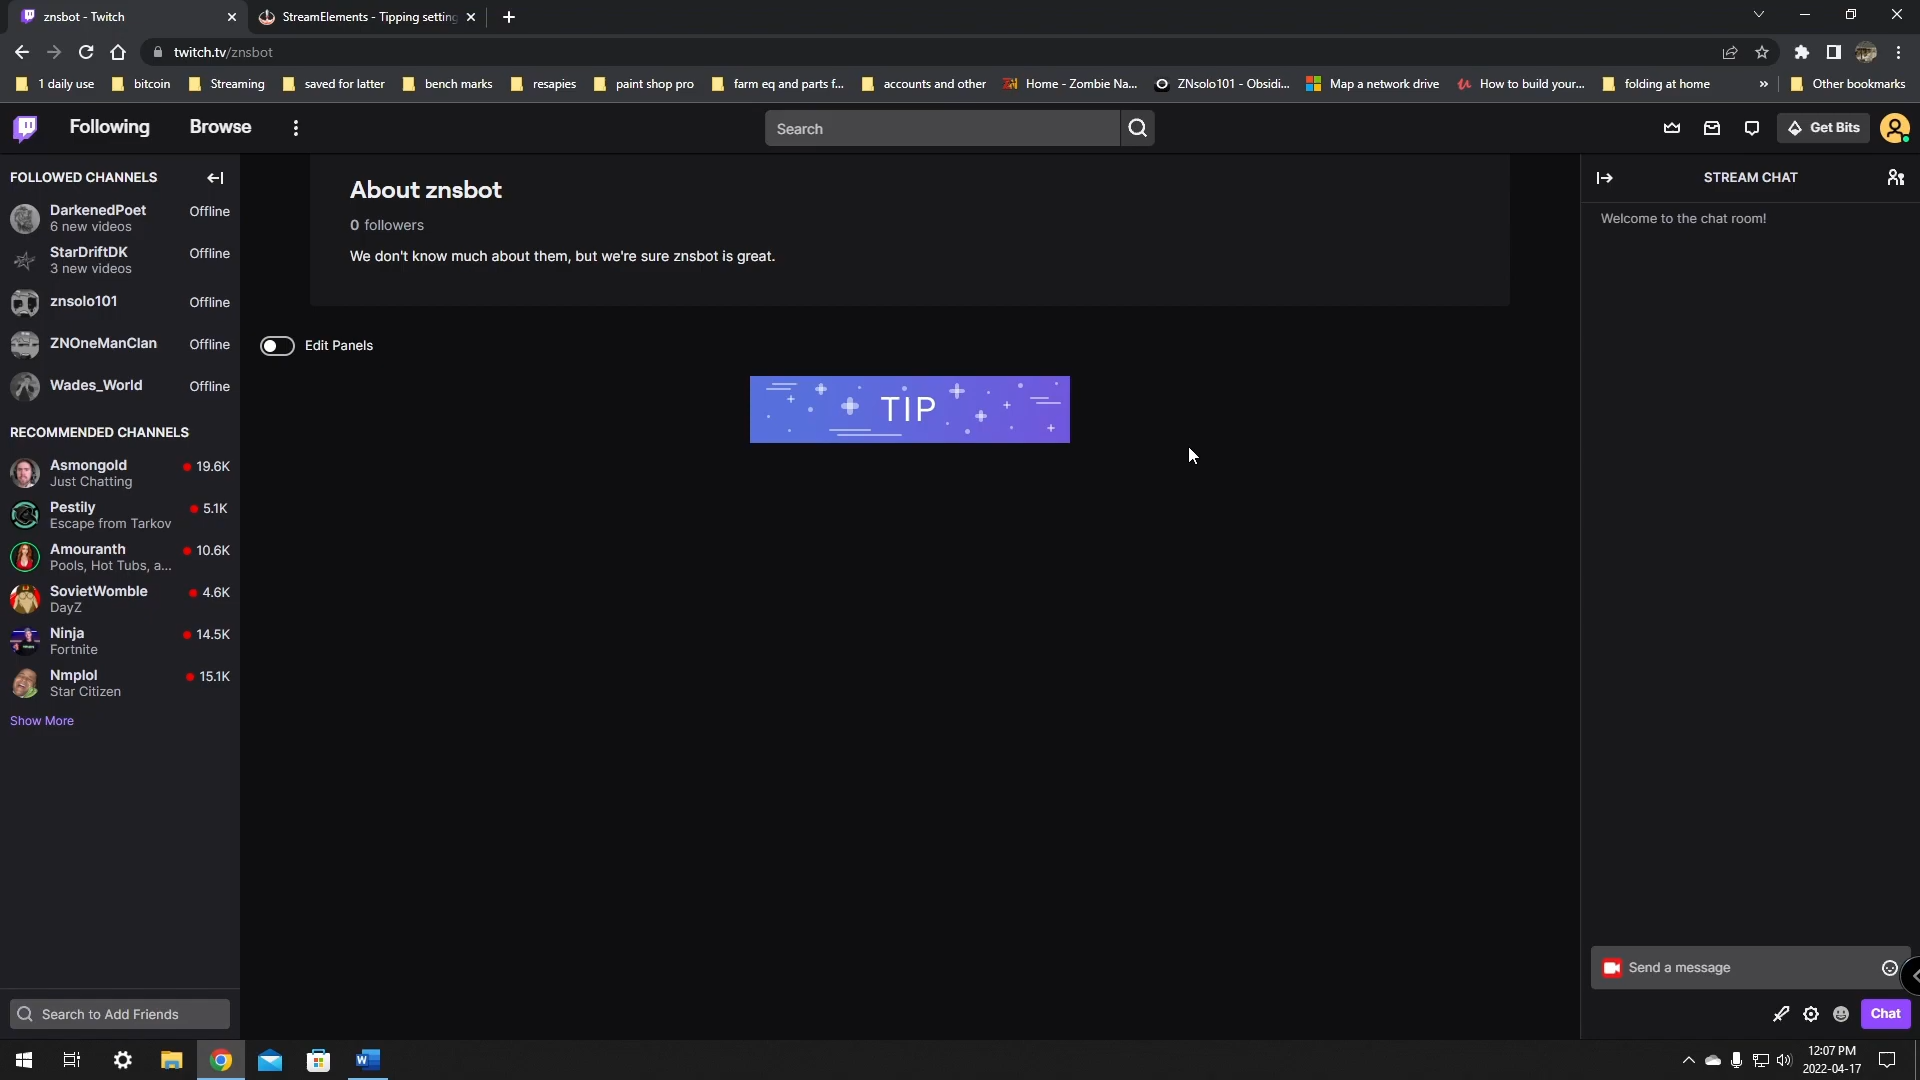 znsbot - Twitch
StreamElements - Tipping setting
twitch.tv/znsbot
1 daily use
bitcoin
Streaming
saved for latter
bench marks
resapies
paint shop pro
farm eq and parts f...
accounts and other
Home - Zombie Na...
ZNsolo101 - Obsidi...
Map a network drive
How to build your...
folding at home
»
Other bookmarks
Following
Browse
Search
Get Bits
FOLLOWED CHANNELS
DarkenedPoet
Offline
6 new videos
StarDriftDK
Offline
3 new videos
znsolo101
Offline
ZNOneManClan
Offline
Wades_World
Offline
RECOMMENDED CHANNELS
Asmongold
19.6K
Just Chatting
Pestily
5.1K
Escape from Tarkov
Amouranth
10.6K
Pools, Hot Tubs, a...
SovietWomble
4.6K
DayZ
Ninja
14.5K
Fortnite
Nmplol
15.1K
Star Citizen
Show More
Search to Add Friends
About znsbot
0 followers
We don't know much about them, but we're sure znsbot is great.
Edit Panels
TIP
STREAM CHAT
Welcome to the chat room!
Send a message
Chat
12:07 PM
2022-04-17